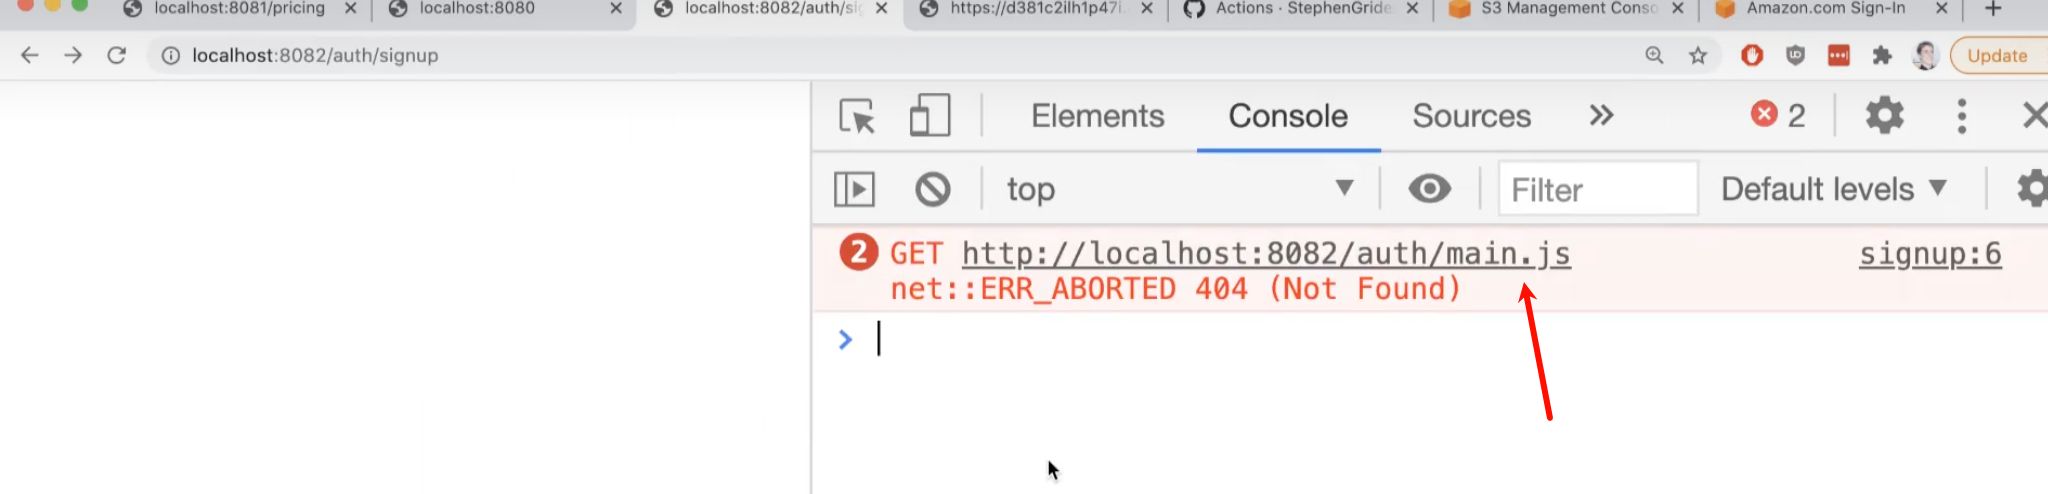 localhost:8081/pricing
localhost:8080
localhost:8082/auth/sig
https://d381c2ilh1p47i.
Actions · StephenGride
S3 Management Conso
Amazon.com Sign-In
localhost:8082/auth/signup
Update
Elements
Console
Sources
2
top
Filter
Default levels
2 GET http://localhost:8082/auth/main.js signup:6
net::ERR_ABORTED 404 (Not Found)